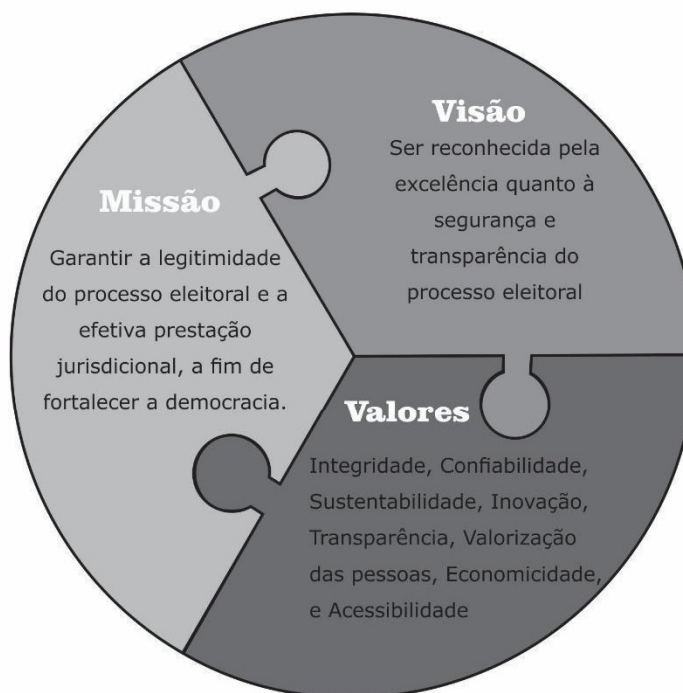 Missão
Garantir a legitimidade
do processo eleitoral e a
efetiva prestação
jurisdicional, a fim de
fortalecer a democracia.
Visão
Ser reconhecida pela
excelência quanto à
segurança e
transparência do
processo eleitoral
Valores
Integridade, Confiabilidade,
Sustentabilidade, Inovação,
Transparência, Valorização
das pessoas, Economicidade,
e Acessibilidade